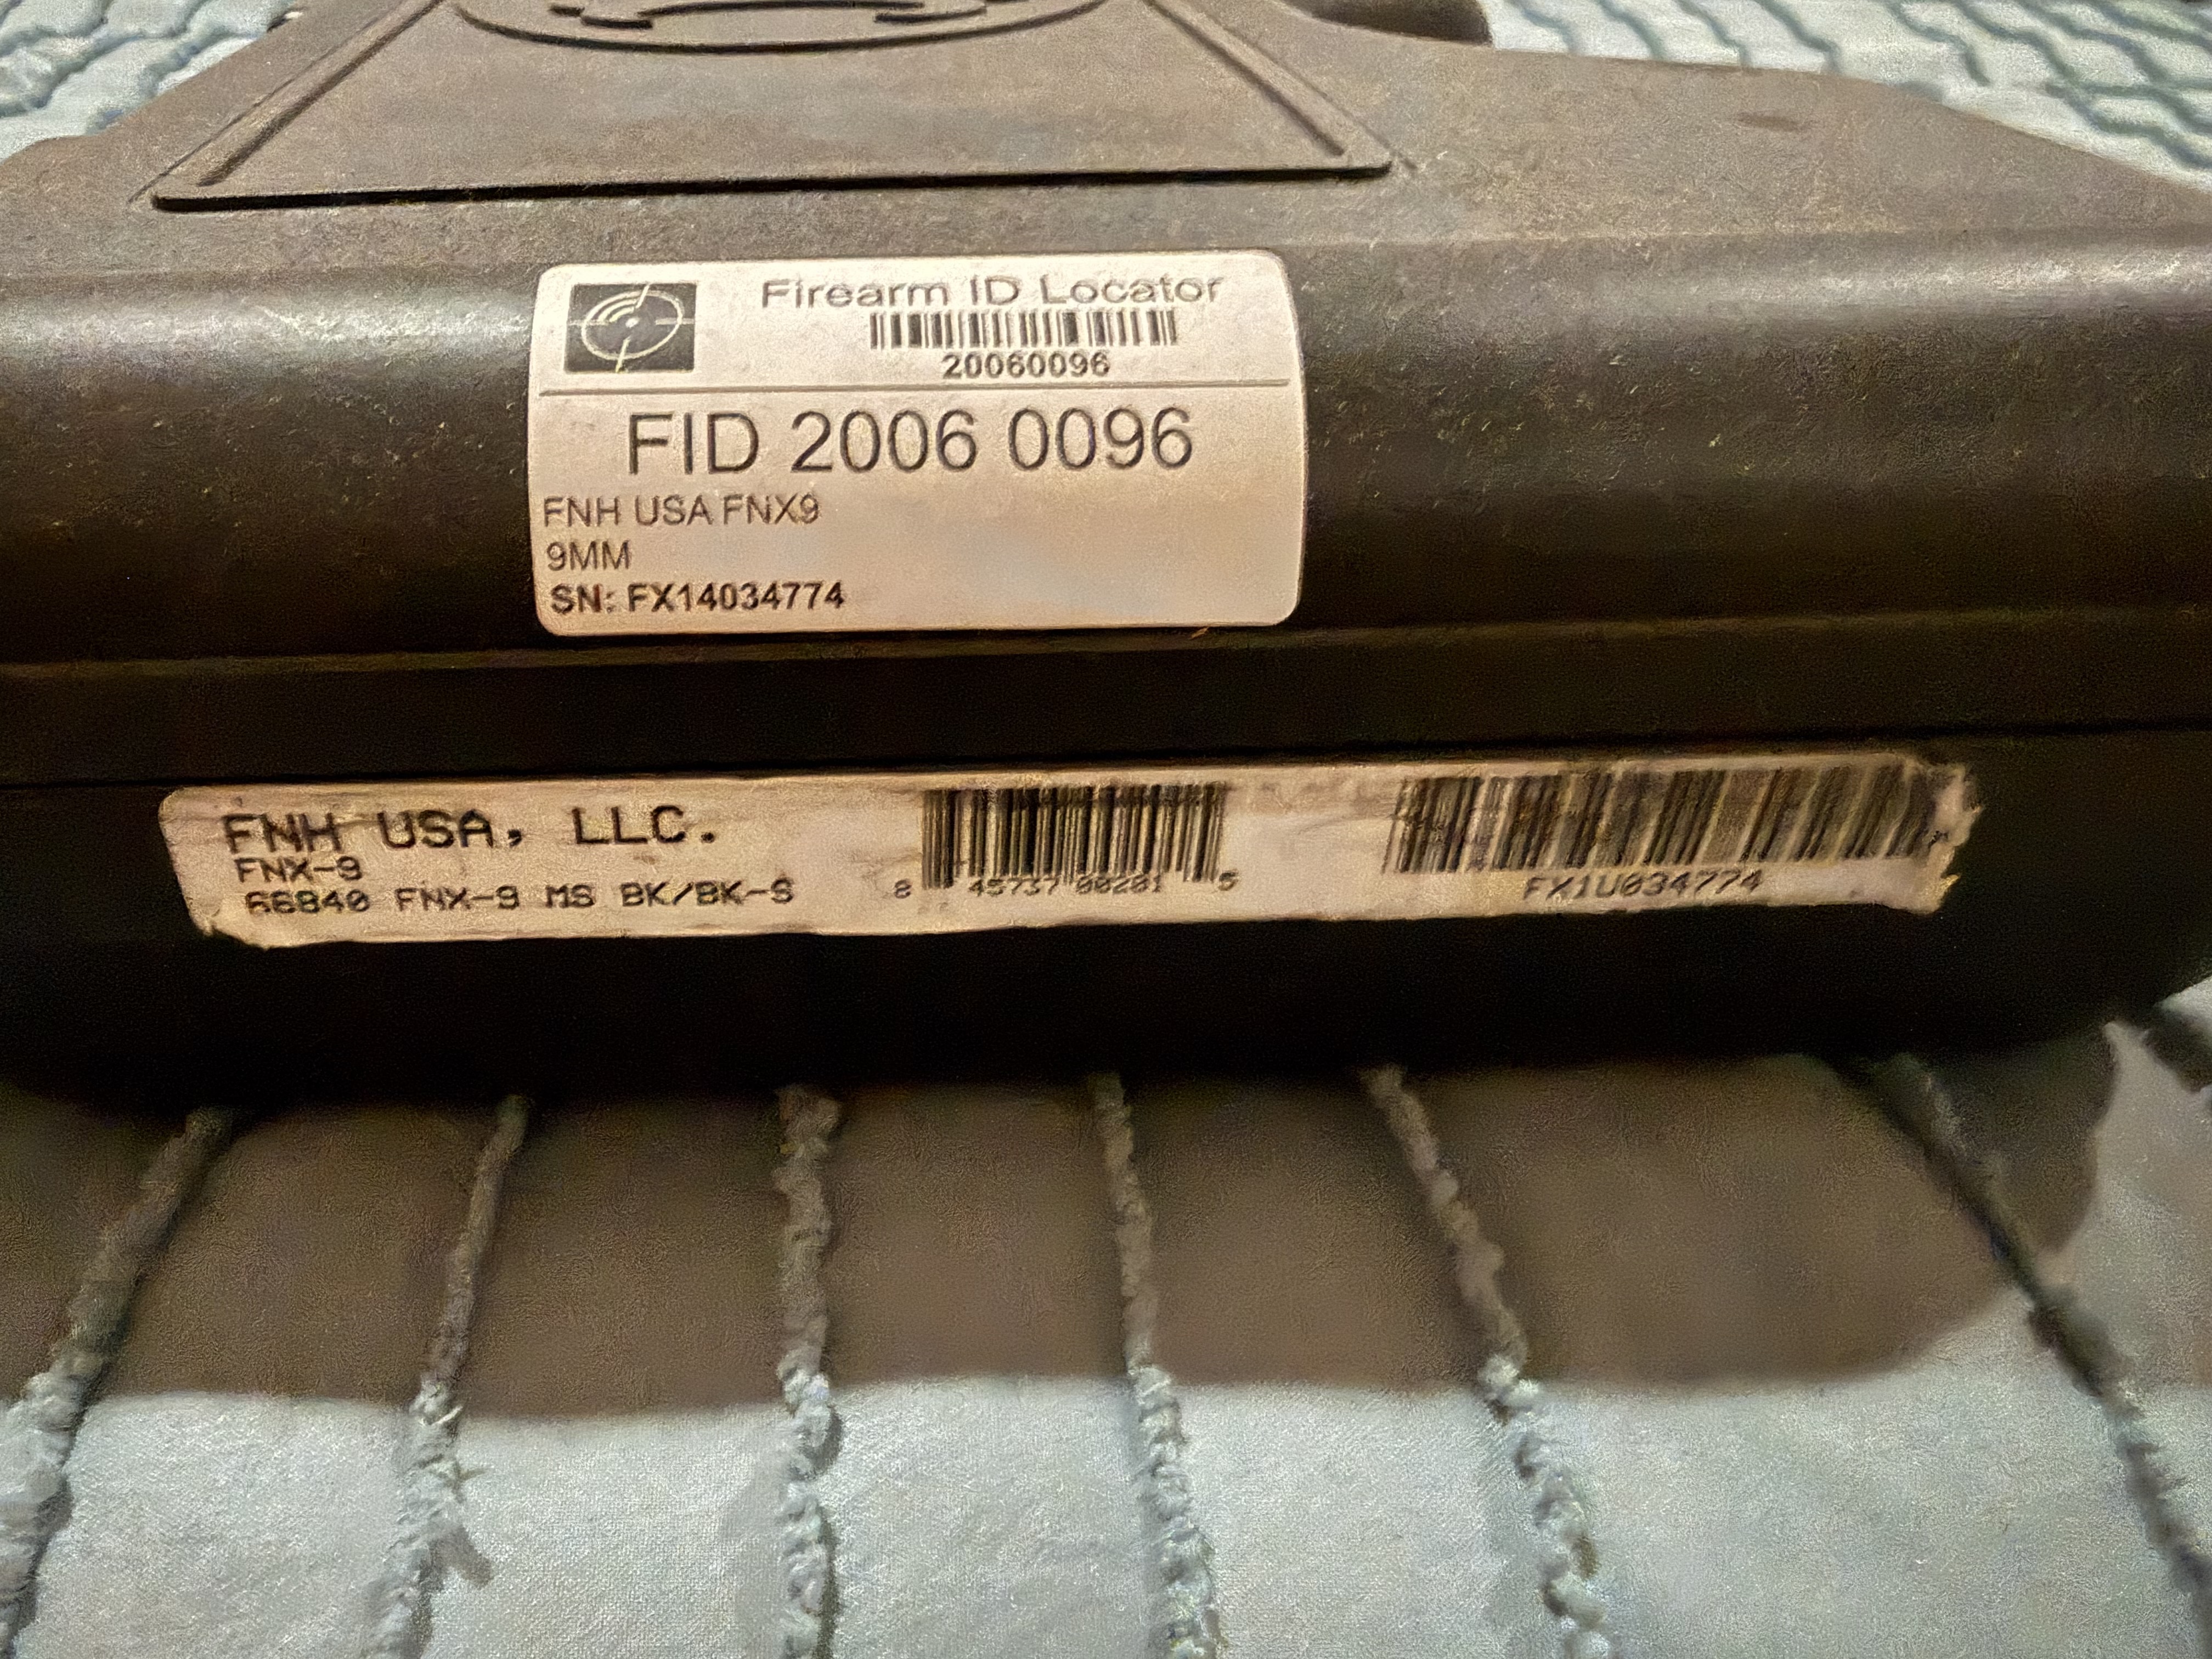 Firearm ID Locator
20060096
FID 2006 0096
FNH USA FNX9
9MM
SN: FX14034774
FNH USA, LLC.
FNX-9
66840 FNX-9 MS BK/BK-S
8 45737 00201 5
FX1U034774